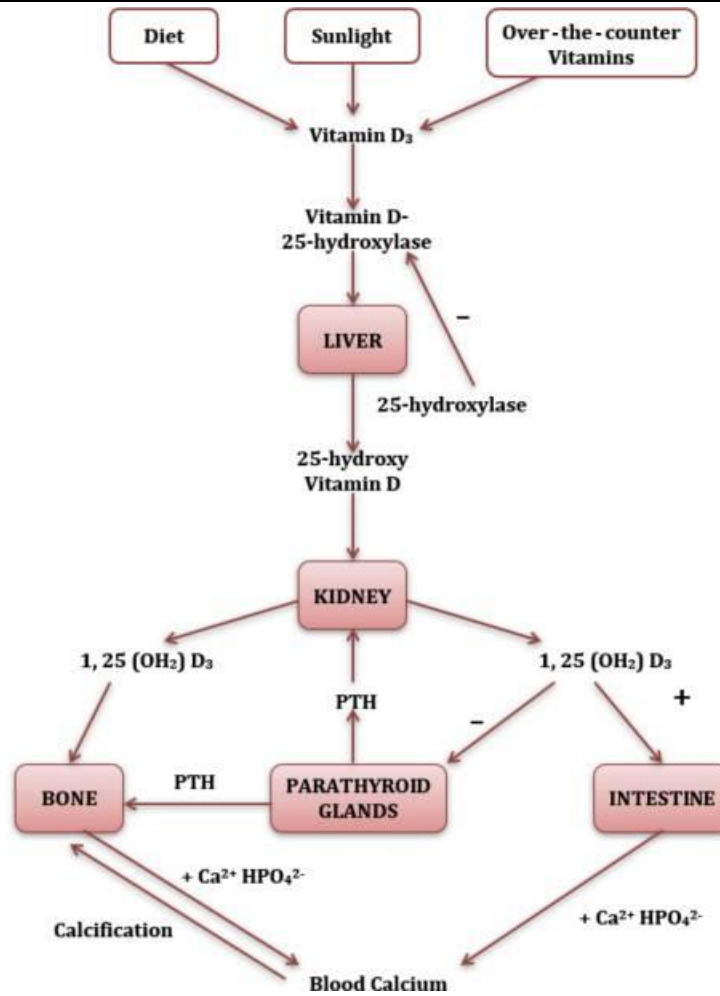 Diet
Sunlight
Over-the-counter
Vitamins
Vitamin D₃
Vitamin D-
25-hydroxylase
–
LIVER
25-hydroxylase
25-hydroxy
Vitamin D
KIDNEY
1, 25 (OH₂) D₃
1, 25 (OH₂) D₃
PTH
–
+
BONE
PTH
PARATHYROID
GLANDS
INTESTINE
+ Ca²⁺ HPO₄²⁻
Calcification
+ Ca²⁺ HPO₄²⁻
Blood Calcium